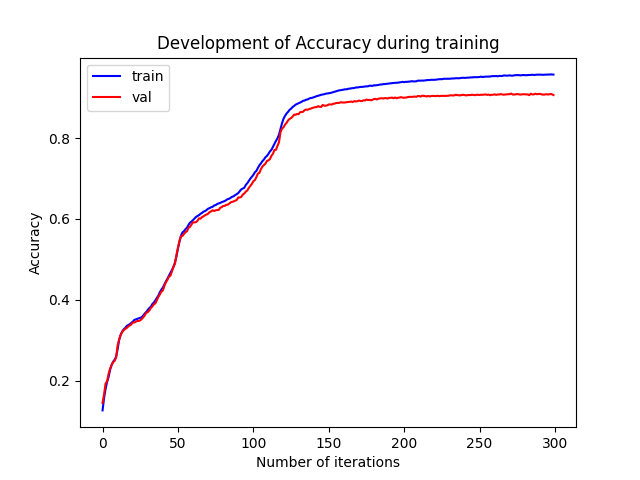 Development of Accuracy during training
train
val
Accuracy
0.8
0.6
0.4
0.2
0 50 100 150 200 250 300
Number of iterations